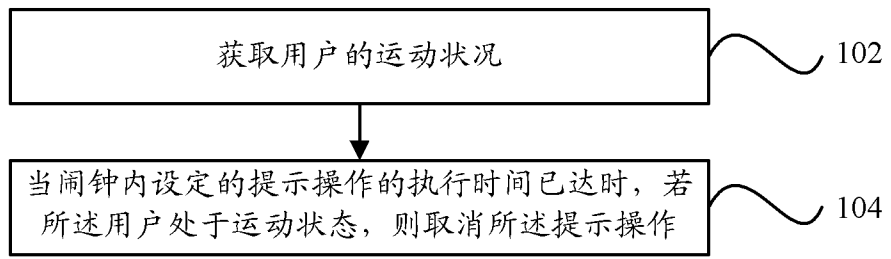 获取用户的运动状况
102
当闹钟内设定的提示操作的执行时间已达时，若
所述用户处于运动状态，则取消所述提示操作
104